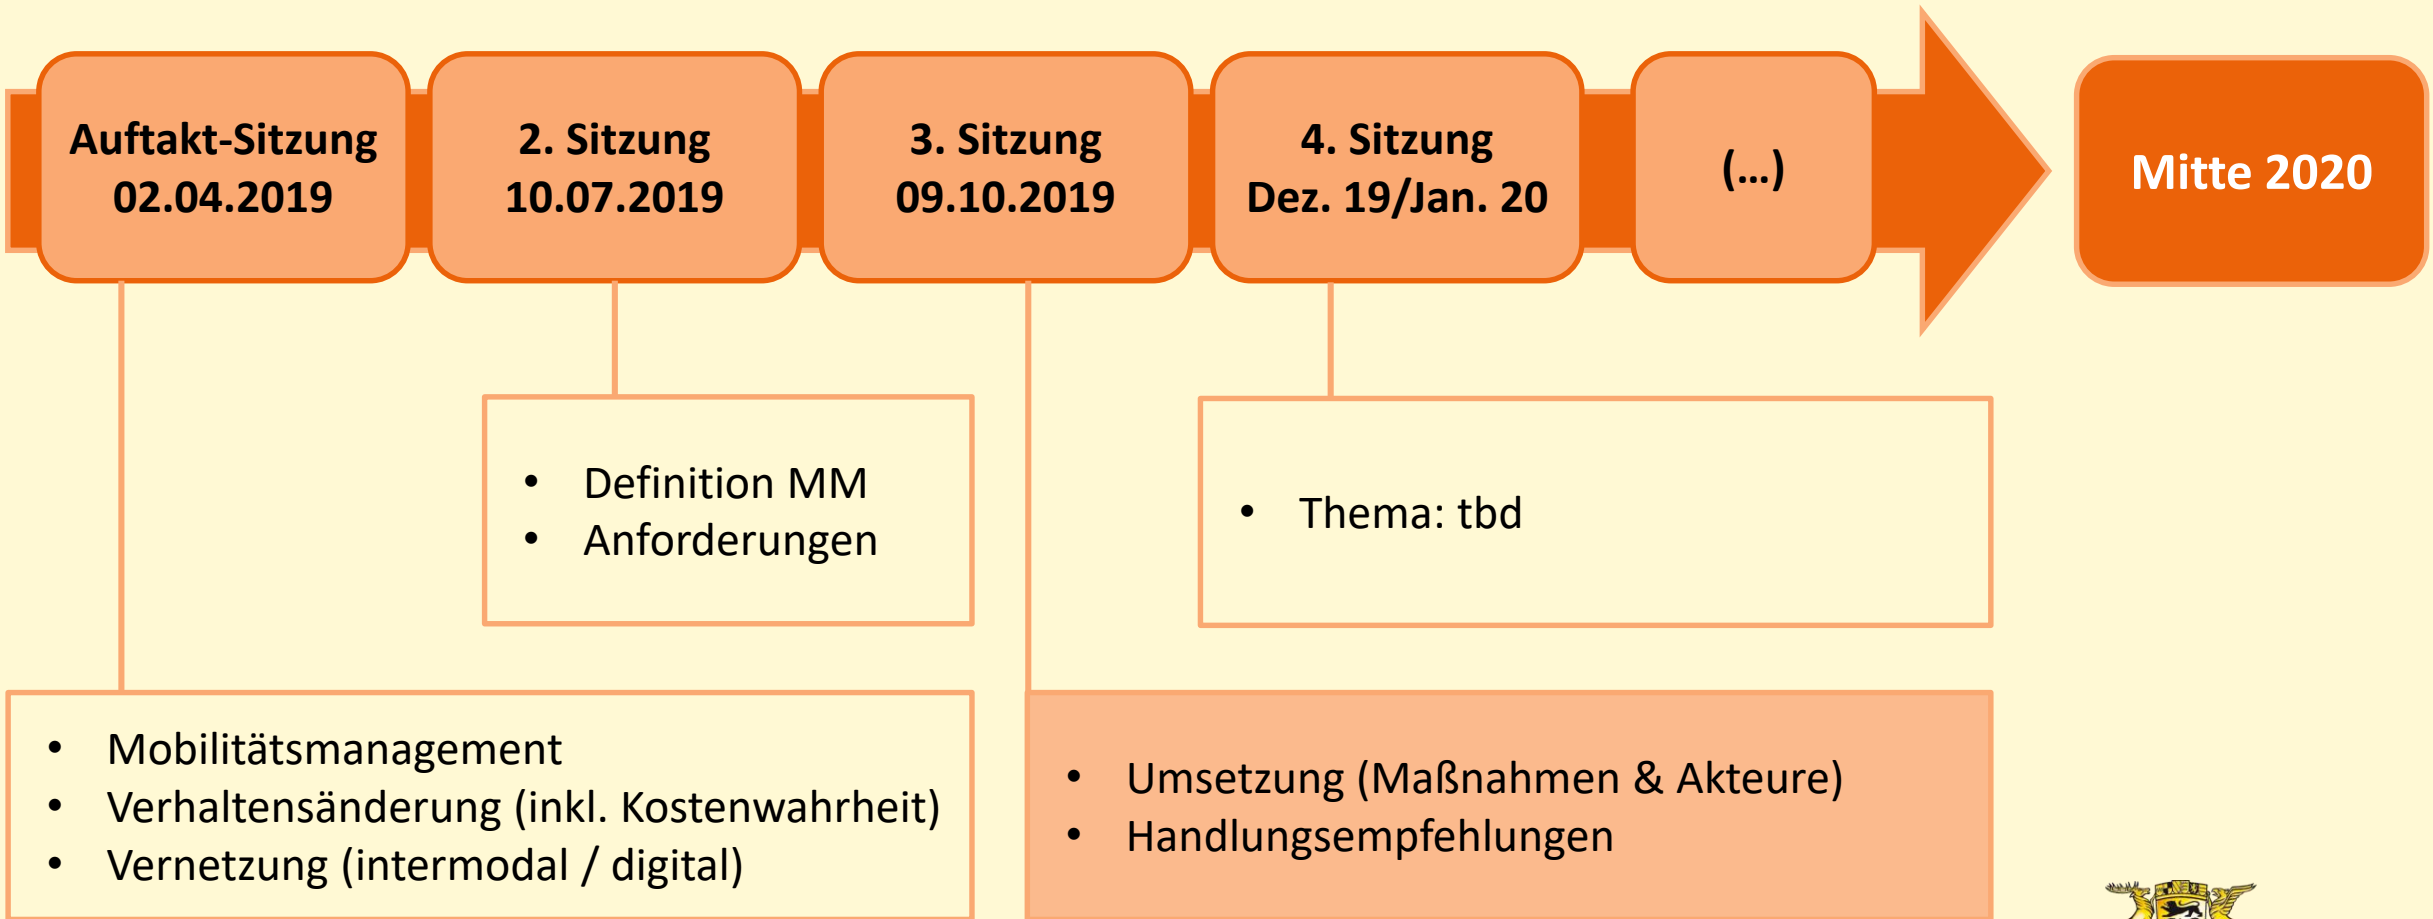 Auftakt-Sitzung
02.04.2019
2. Sitzung
10.07.2019
3. Sitzung
09.10.2019
4. Sitzung
Dez. 19/Jan. 20
(…)
Mitte 2020
• Definition MM
• Anforderungen
• Thema: tbd
• Mobilitätsmanagement
• Verhaltensänderung (inkl. Kostenwahrheit)
• Vernetzung (intermodal / digital)
• Umsetzung (Maßnahmen & Akteure)
• Handlungsempfehlungen